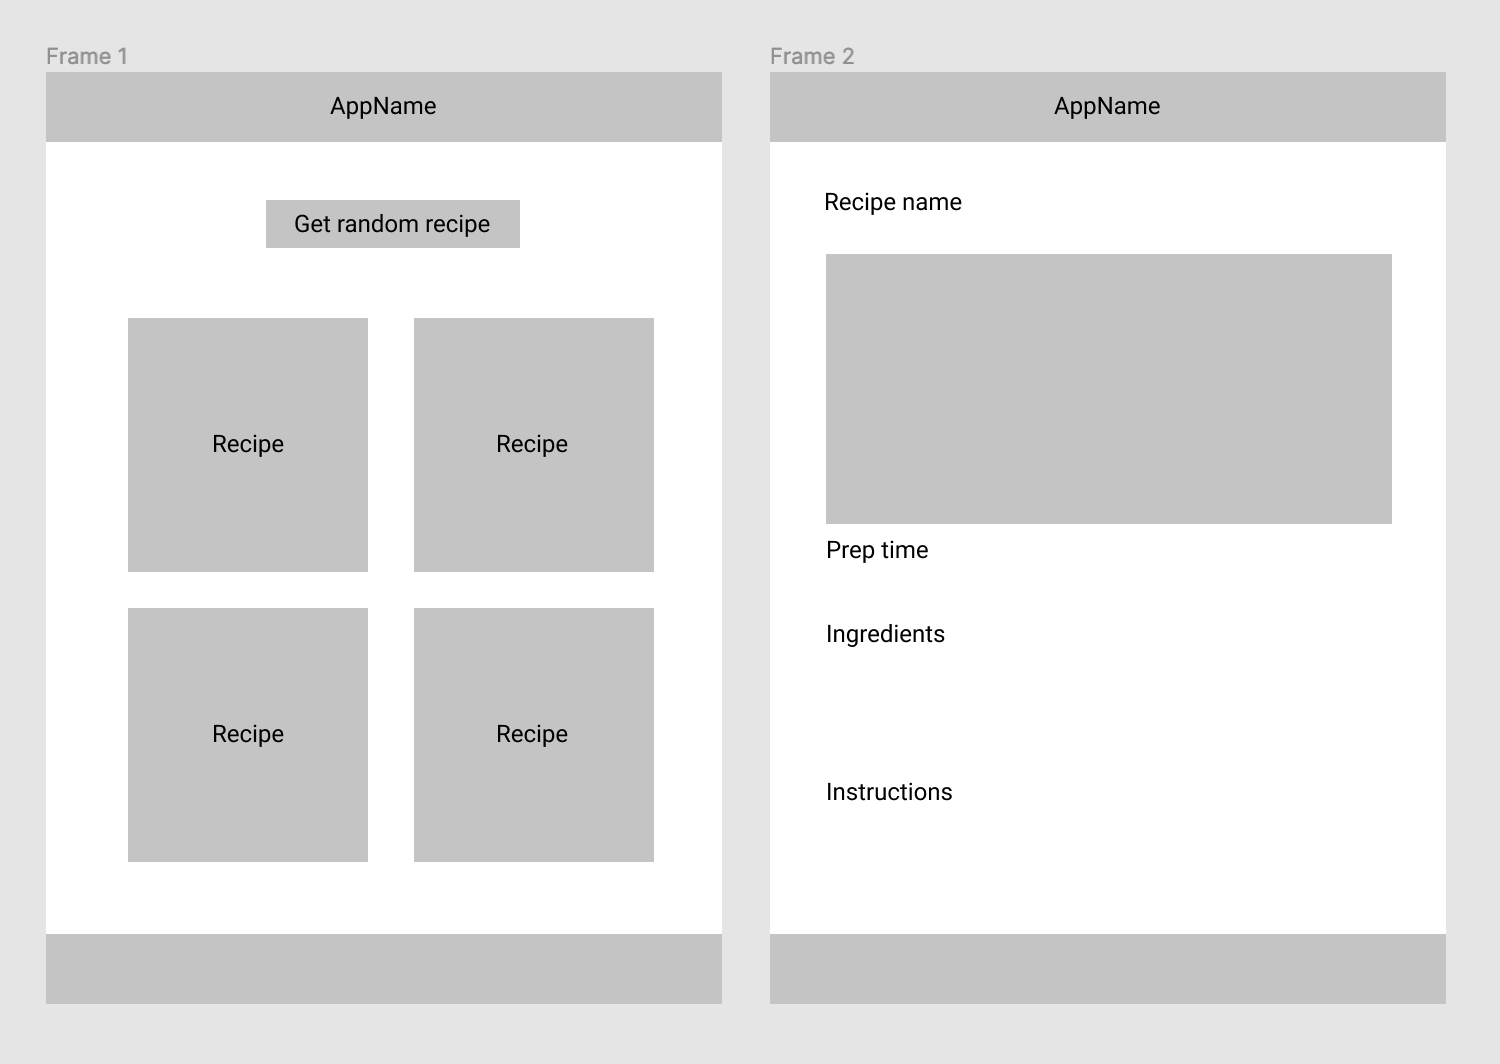 Frame 1
AppName
Get random recipe
Recipe
Recipe
Recipe
Recipe
Frame 2
AppName
Recipe name
Prep time
Ingredients
Instructions